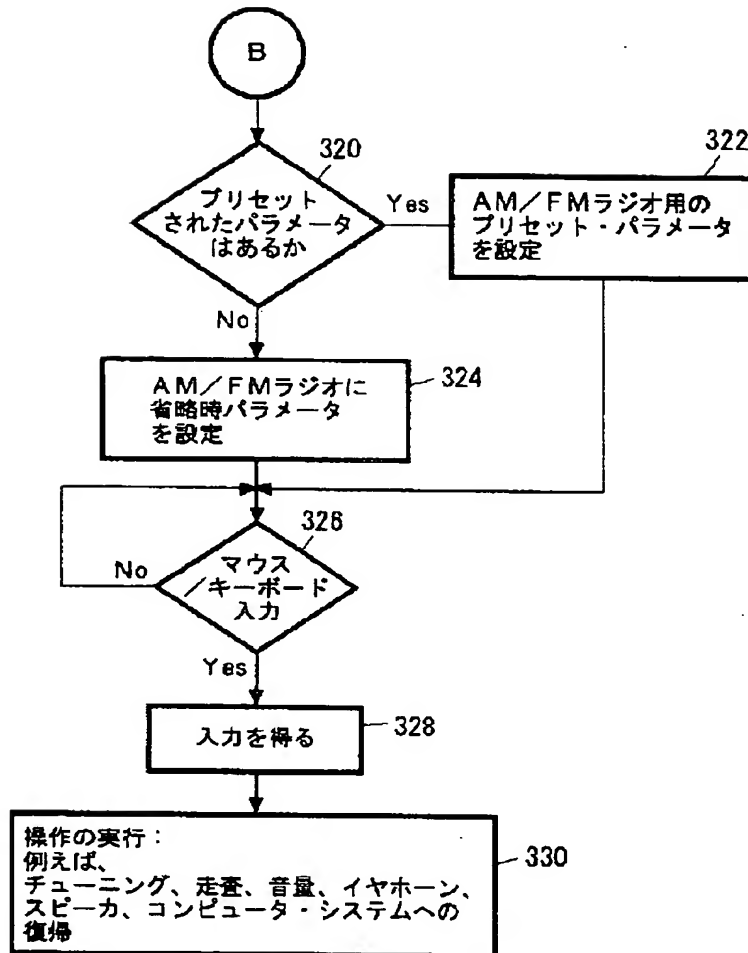 B
320
プリセット
されたパラメータ
はあるか
Yes
322
AM/FMラジオ用の
プリセット・パラメータ
を設定
No
324
AM/FMラジオに
省略時パラメータ
を設定
326
マウス
/キーボード
入力
No
Yes
328
入力を得る
330
操作の実行:
例えば、
チューニング、走査、音量、イヤホーン、
スピーカ、コンピュータ・システムへの
復帰